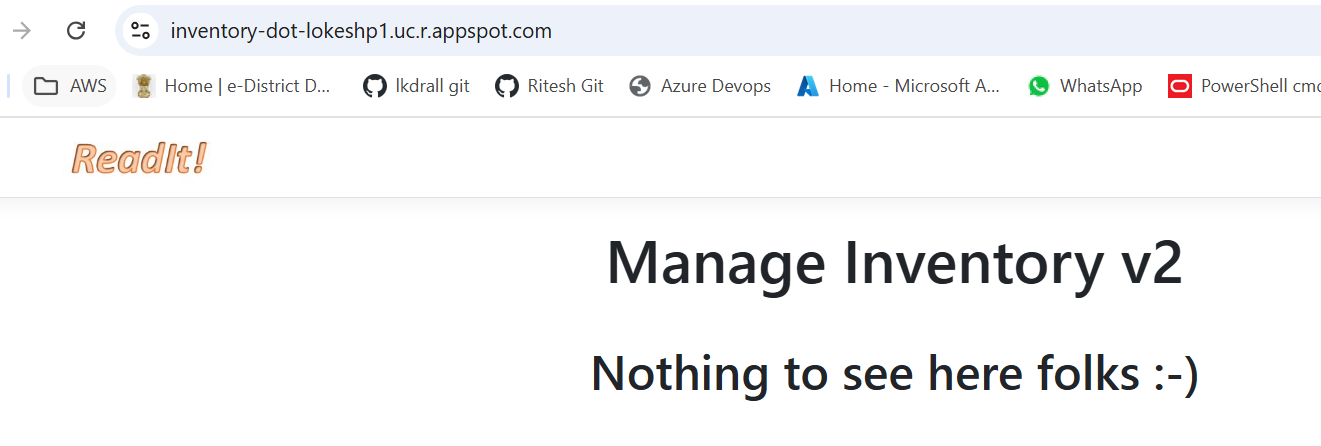 inventory-dot-lokeshp1.uc.r.appspot.com
AWS Home | e-District D... lkdrall git Ritesh Git Azure Devops Home - Microsoft A... WhatsApp PowerShell cmd
ReadIt!
Manage Inventory v2
Nothing to see here folks :-)